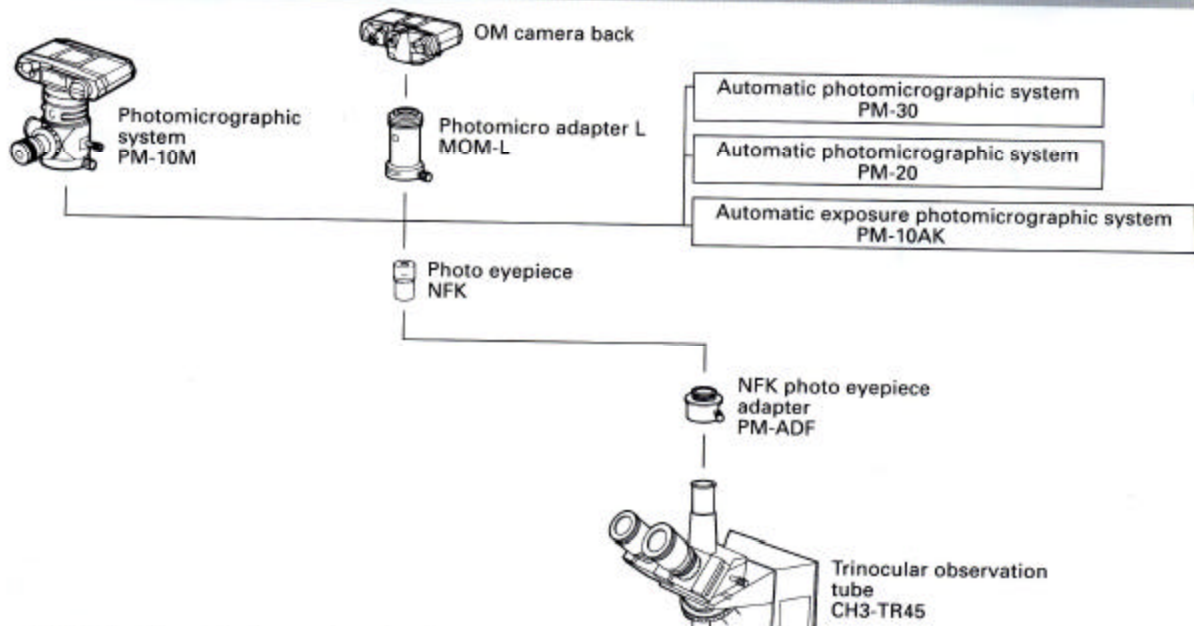 OM camera back
Photomicrographic
system
PM-10M
Photomicro adapter L
MOM-L
Automatic photomicrographic system
PM-30
Automatic photomicrographic system
PM-20
Automatic exposure photomicrographic system
PM-10AK
Photo eyepiece
NFK
NFK photo eyepiece
adapter
PM-ADF
Trinocular observation
tube
CH3-TR45